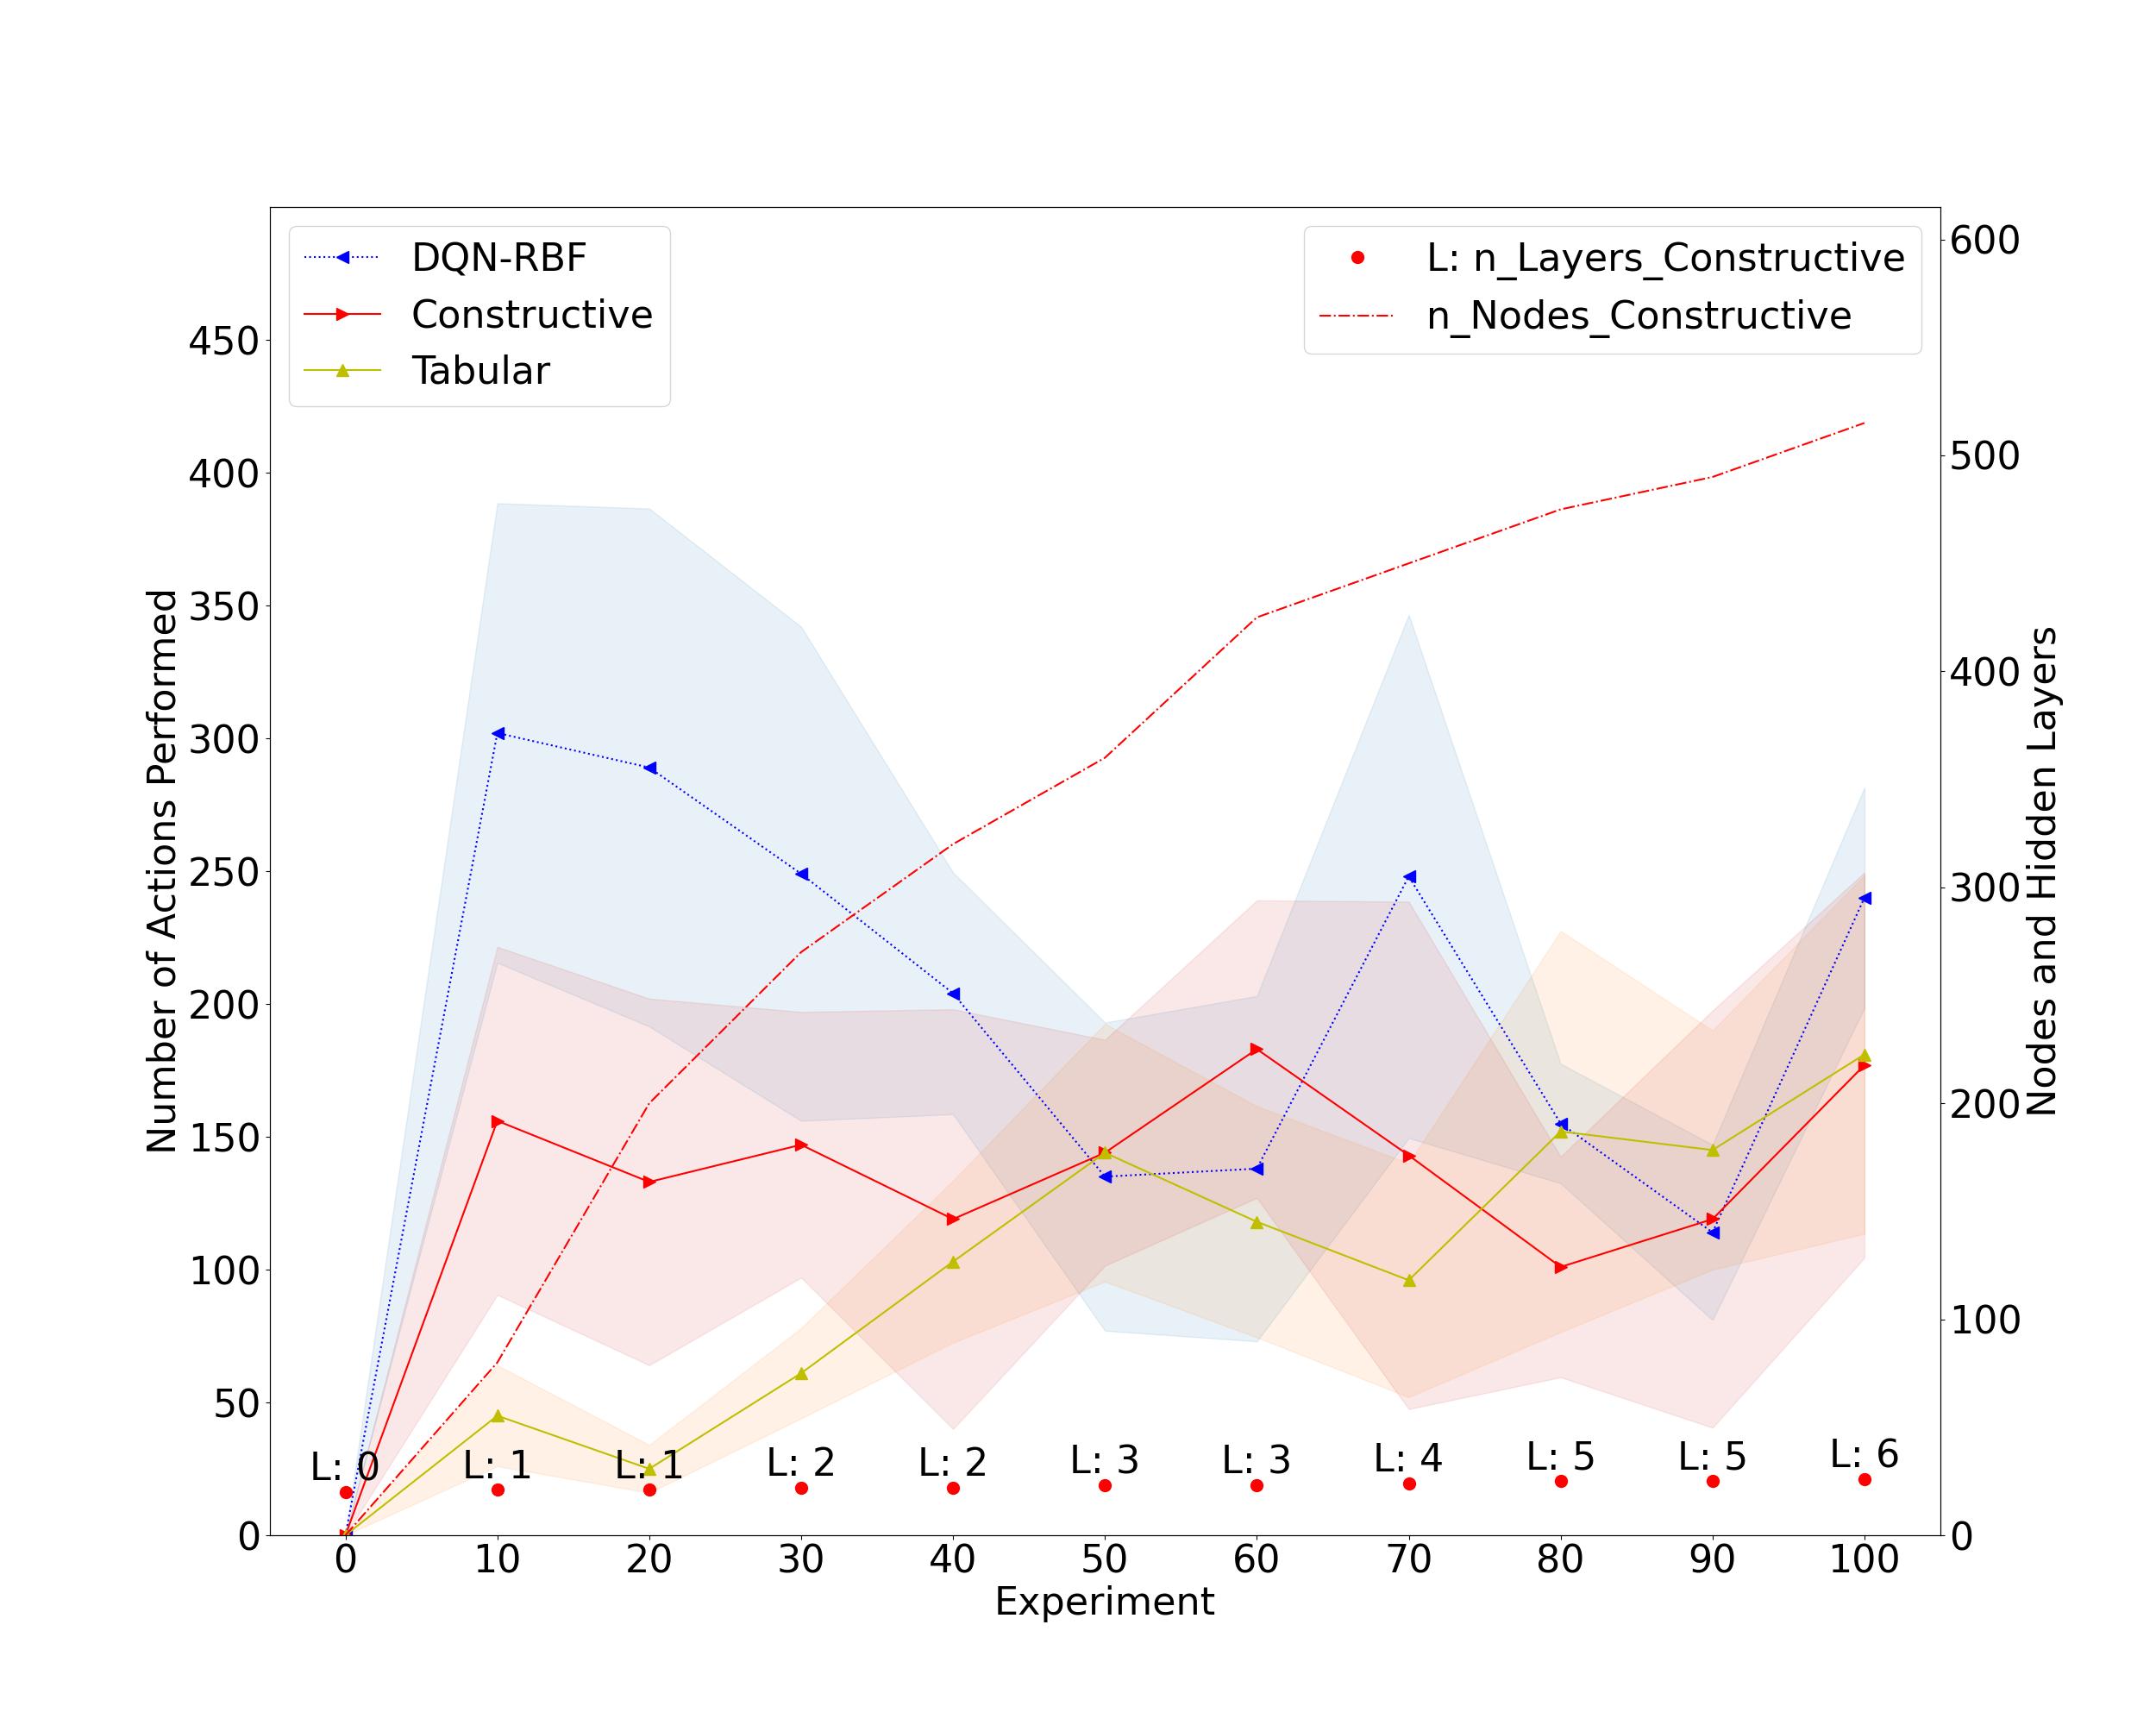 DQN-RBF
Constructive
Tabular
L: n_Layers_Constructive
n_Nodes_Constructive
Number of Actions Performed
450
400
350
300
250
200
150
100
50
0
600
500
400
300
200
100
0
Nodes and Hidden Layers
L: 0 L: 1 L: 1 L: 2 L: 2 L: 3 L: 3 L: 4 L: 5 L: 5 L: 6
0 10 20 30 40 50 60 70 80 90 100
Experiment